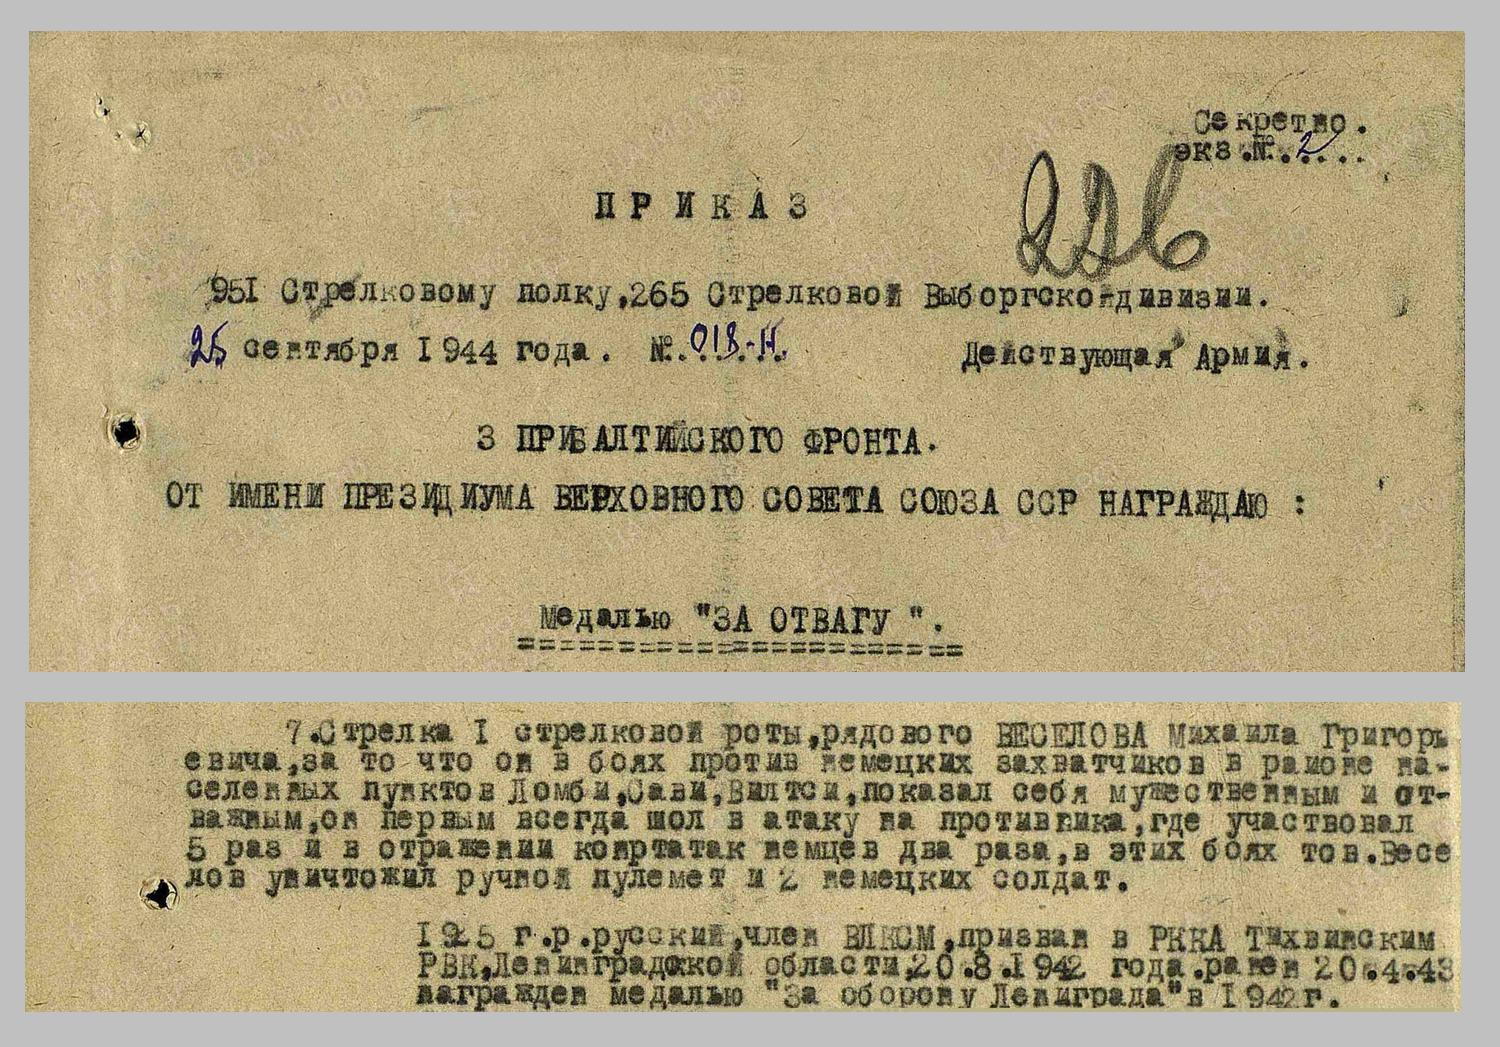 Секретно.
экз.№.2....
226
ПРИКАЗ
951 Стрелковому полку,265 Стрелковой Выборгской дивизии.
25 сентября 1944 года. №.018-Н. Действующая Армия.
3 ПРИБАЛТИЙСКОГО ФРОНТА.
ОТ ИМЕНИ ПРЕЗИДИУМА ВЕРХОВНОГО СОВЕТА СОЮЗА ССР НАГРАЖДАЮ :
Медалью "ЗА ОТВАГУ ".
7.Стрелка I стрелковой роты,рядового ВЕСЕЛОВА Михаила Григорь
евича,за то что он в боях против немецких захватчиков в районе на-
селенных пунктов Ломби,Сави,Вилтси,показал себя мужественным и от-
важным,он первым всегда шол в атаку на противника,где участвовал
5 раз и в отражении конртатак немцев два раза,в этих боях тов.Весе
лов уничтожил ручной пулемет и 2 немецких солдат.
1925 г.р.русский,член ВЛКСМ,призван в РККА Тихвинским
РВК,Ленинградской области,20.8.1942 года.ранен 20.4.43
награжден медалью "За оборону Ленинграда"в 1942г.